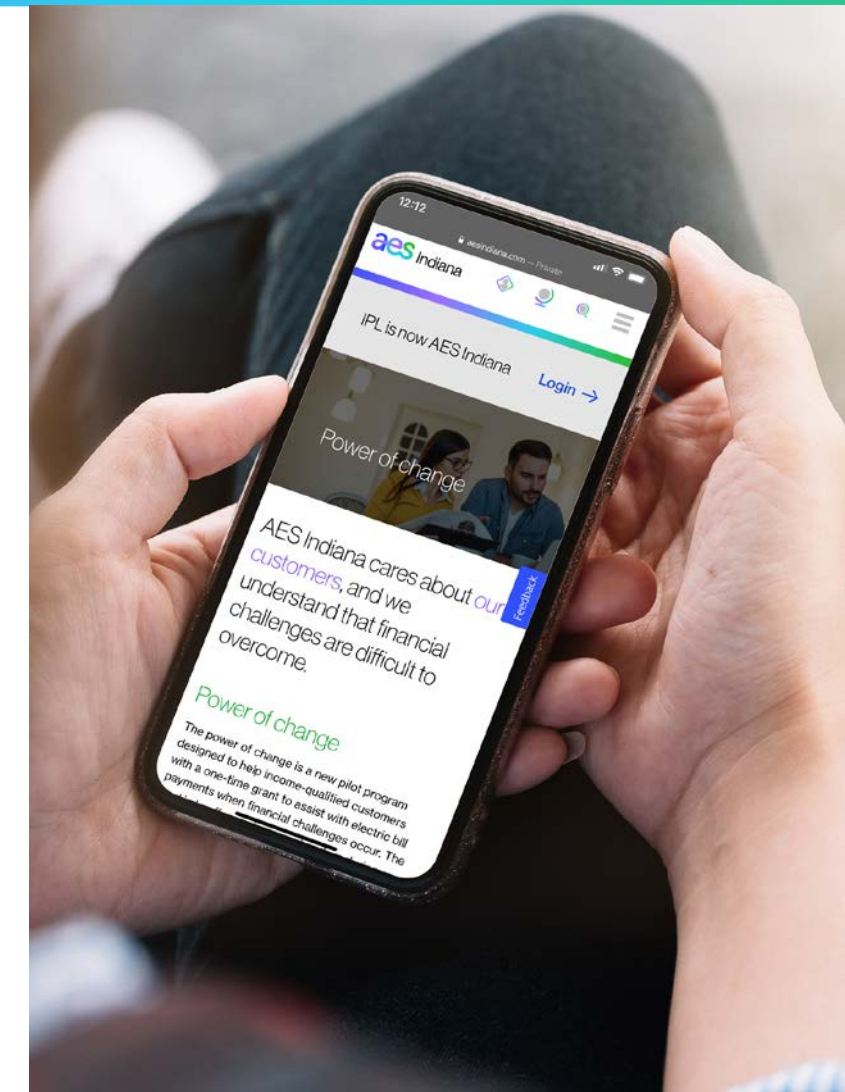 12:12
aesindiana.com — Private
aes Indiana
IPL is now AES Indiana
Login →
Power of change
AES Indiana cares about our
customers, and we
understand that financial
challenges are difficult to
overcome.
Feedback
Power of change
The power of change is a new pilot program
designed to help income-qualified customers
with a one-time grant to assist with electric bill
payments when financial challenges occur. The